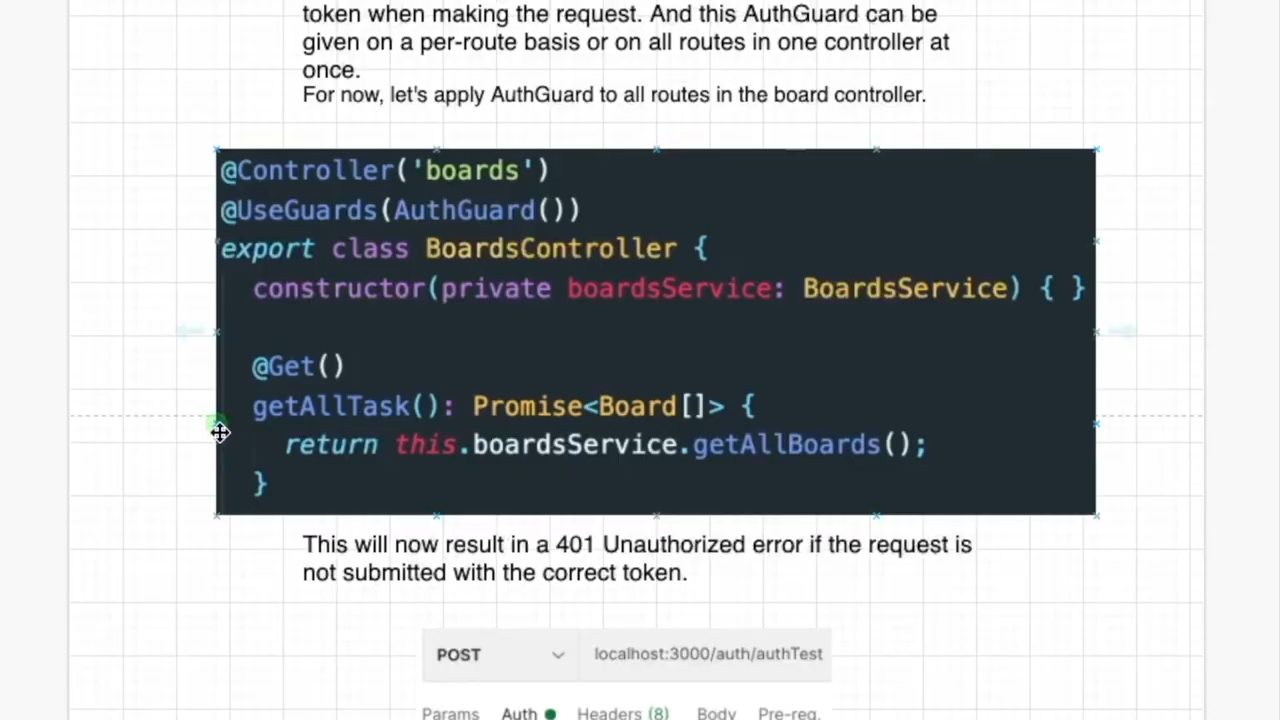 token when making the request. And this AuthGuard can be
given on a per-route basis or on all routes in one controller at
once.
For now, let's apply AuthGuard to all routes in the board controller.
@Controller('boards')
@UseGuards(AuthGuard())
export class BoardsController {
  constructor(private boardsService: BoardsService) { }
  @Get()
  getAllTask(): Promise<Board[]> {
    return this.boardsService.getAllBoards();
  }
This will now result in a 401 Unauthorized error if the request is
not submitted with the correct token.
POST localhost:3000/auth/authTest
Params Auth Headers (8) Body Pre-req.